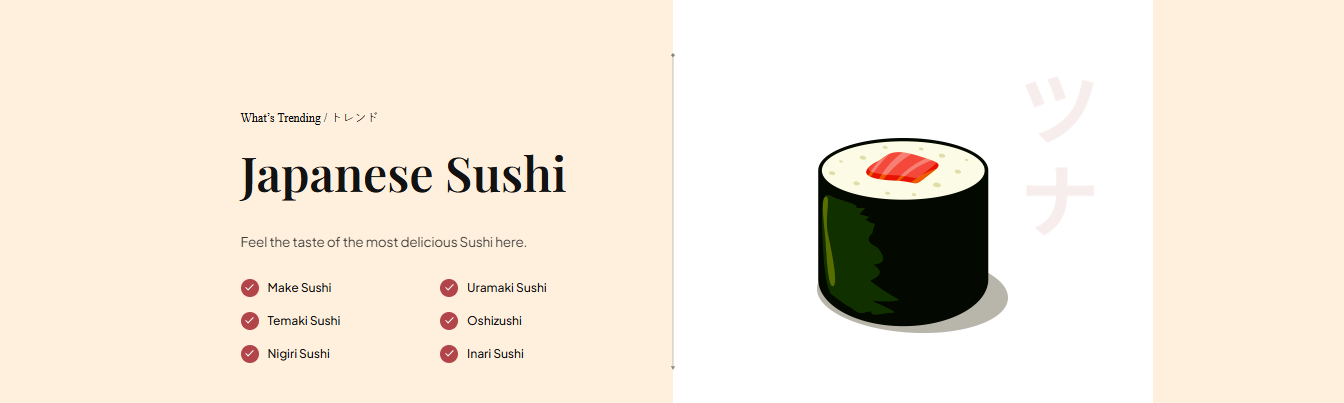 What's Trending / トレンド
Japanese Sushi
Feel the taste of the most delicious Sushi here.
Make Sushi
Uramaki Sushi
Temaki Sushi
Oshizushi
Nigiri Sushi
Inari Sushi
ツナ